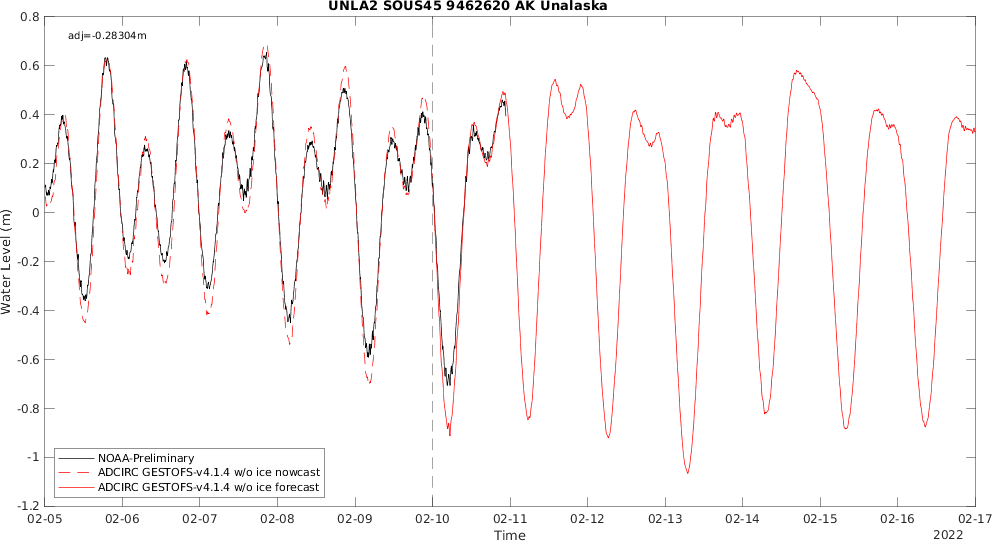 UNLA2 SOUS45 9462620 AK Unalaska
adj=-0.28304m
0.8
0.6
0.4
0.2
0
-0.2
-0.4
-0.6
-0.8
-1
-1.2
Water Level (m)
NOAA-Preliminary
ADCIRC GESTOFS-v4.1.4 w/o ice nowcast
ADCIRC GESTOFS-v4.1.4 w/o ice forecast
02-05 02-06 02-07 02-08 02-09 02-10 02-11 02-12 02-13 02-14 02-15 02-16 02-17
Time
2022